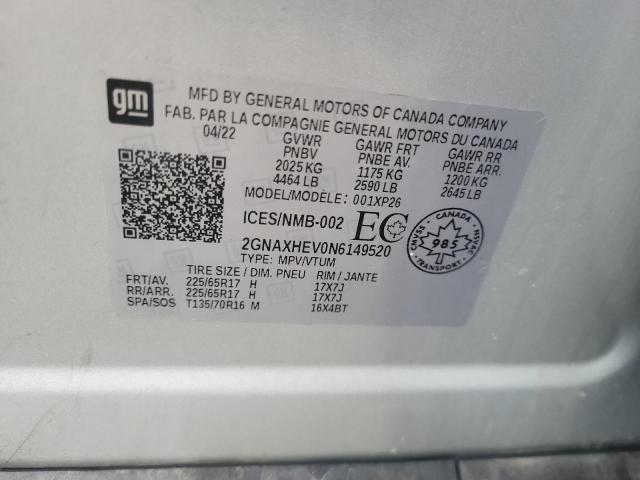 gm
MFD BY GENERAL MOTORS OF CANADA COMPANY
FAB. PAR LA COMPAGNIE GENERAL MOTORS DU CANADA
04/22 GVWR GAWR FRT GAWR RR
PNBV PNBE AV. PNBE ARR.
2025 KG 1175 KG 1200 KG
4464 LB 2590 LB 2645 LB
MODEL/MODÈLE: 001XP26
ICES/NMB-002 EC
CANADA
CMVSS 985 NSVAC
TRANSPORT
2GNAXHEV0N6149520
TYPE: MPV/VTUM
TIRE SIZE / DIM. PNEU RIM / JANTE
FRT/AV. 225/65R17 H 17X7J
RR/ARR. 225/65R17 H 17X7J
SPA/SOS T135/70R16 M 16X4BT